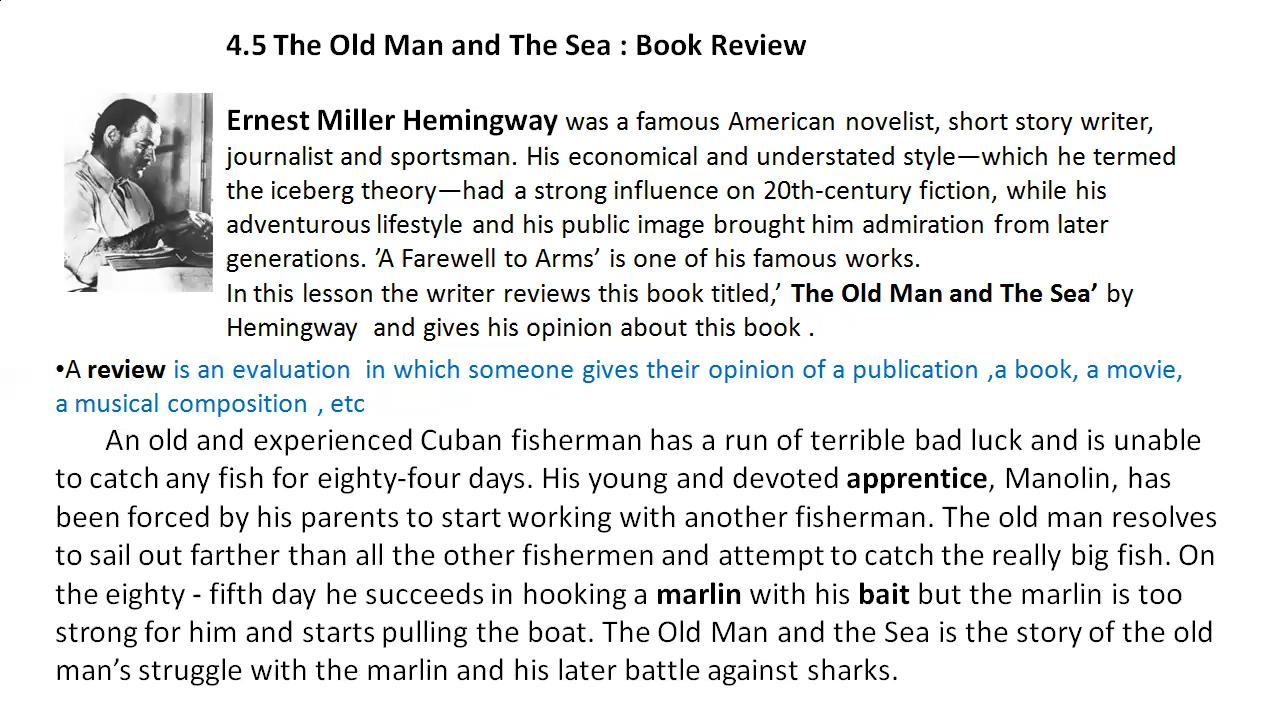 4.5 The Old Man and The Sea : Book Review
Ernest Miller Hemingway was a famous American novelist, short story writer,
journalist and sportsman. His economical and understated style—which he termed
the iceberg theory—had a strong influence on 20th-century fiction, while his
adventurous lifestyle and his public image brought him admiration from later
generations. ’A Farewell to Arms’ is one of his famous works.
In this lesson the writer reviews this book titled,’ The Old Man and The Sea’ by
Hemingway  and gives his opinion about this book .
•A review is an evaluation  in which someone gives their opinion of a publication ,a book, a movie,
a musical composition , etc
An old and experienced Cuban fisherman has a run of terrible bad luck and is unable
to catch any fish for eighty-four days. His young and devoted apprentice, Manolin, has
been forced by his parents to start working with another fisherman. The old man resolves
to sail out farther than all the other fishermen and attempt to catch the really big fish. On
the eighty - fifth day he succeeds in hooking a marlin with his bait but the marlin is too
strong for him and starts pulling the boat. The Old Man and the Sea is the story of the old
man’s struggle with the marlin and his later battle against sharks.